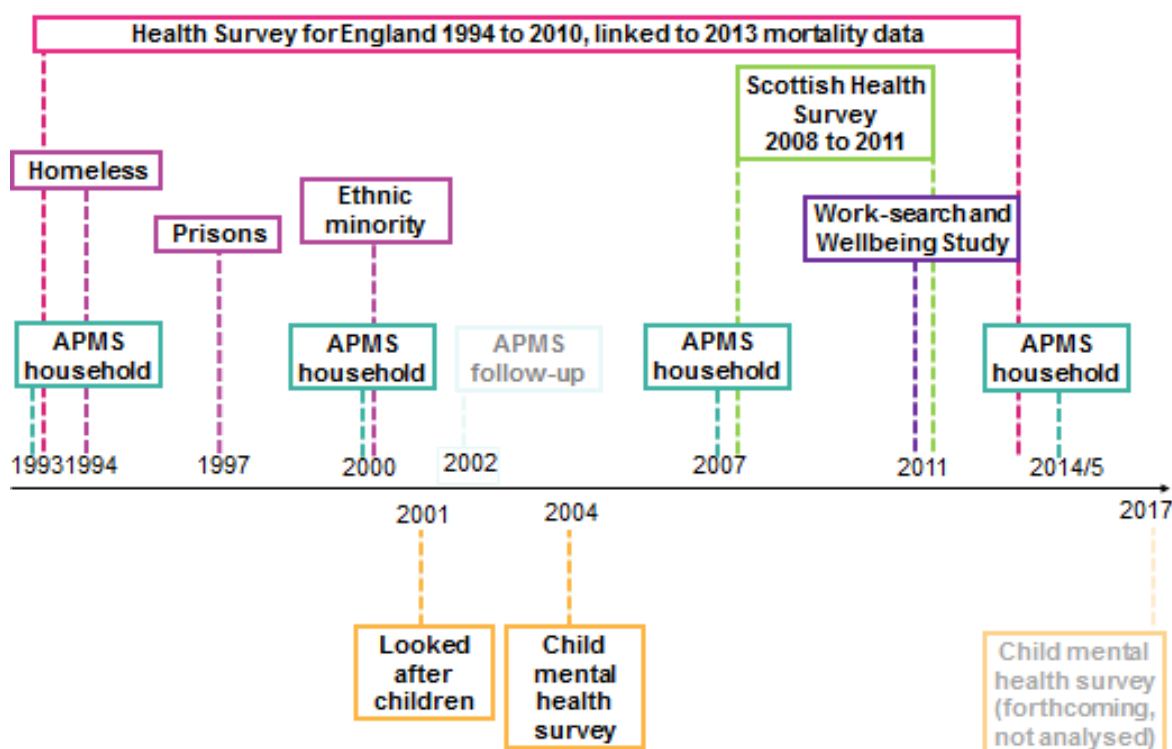 Health Survey for England 1994 to 2010, linked to 2013 mortality data
Scottish Health
Survey
2008 to 2011
Homeless
Ethnic
minority
Prisons
Work-search and
Wellbeing Study
APMS
household
APMS
household
APMS
follow-up
APMS
household
APMS
household
1993
1994
1997
2000
2002
2007
2011
2014/5
2001
2004
2017
Looked
after
children
Child
mental
health
survey
Child mental
health survey
(forthcoming,
not analysed)